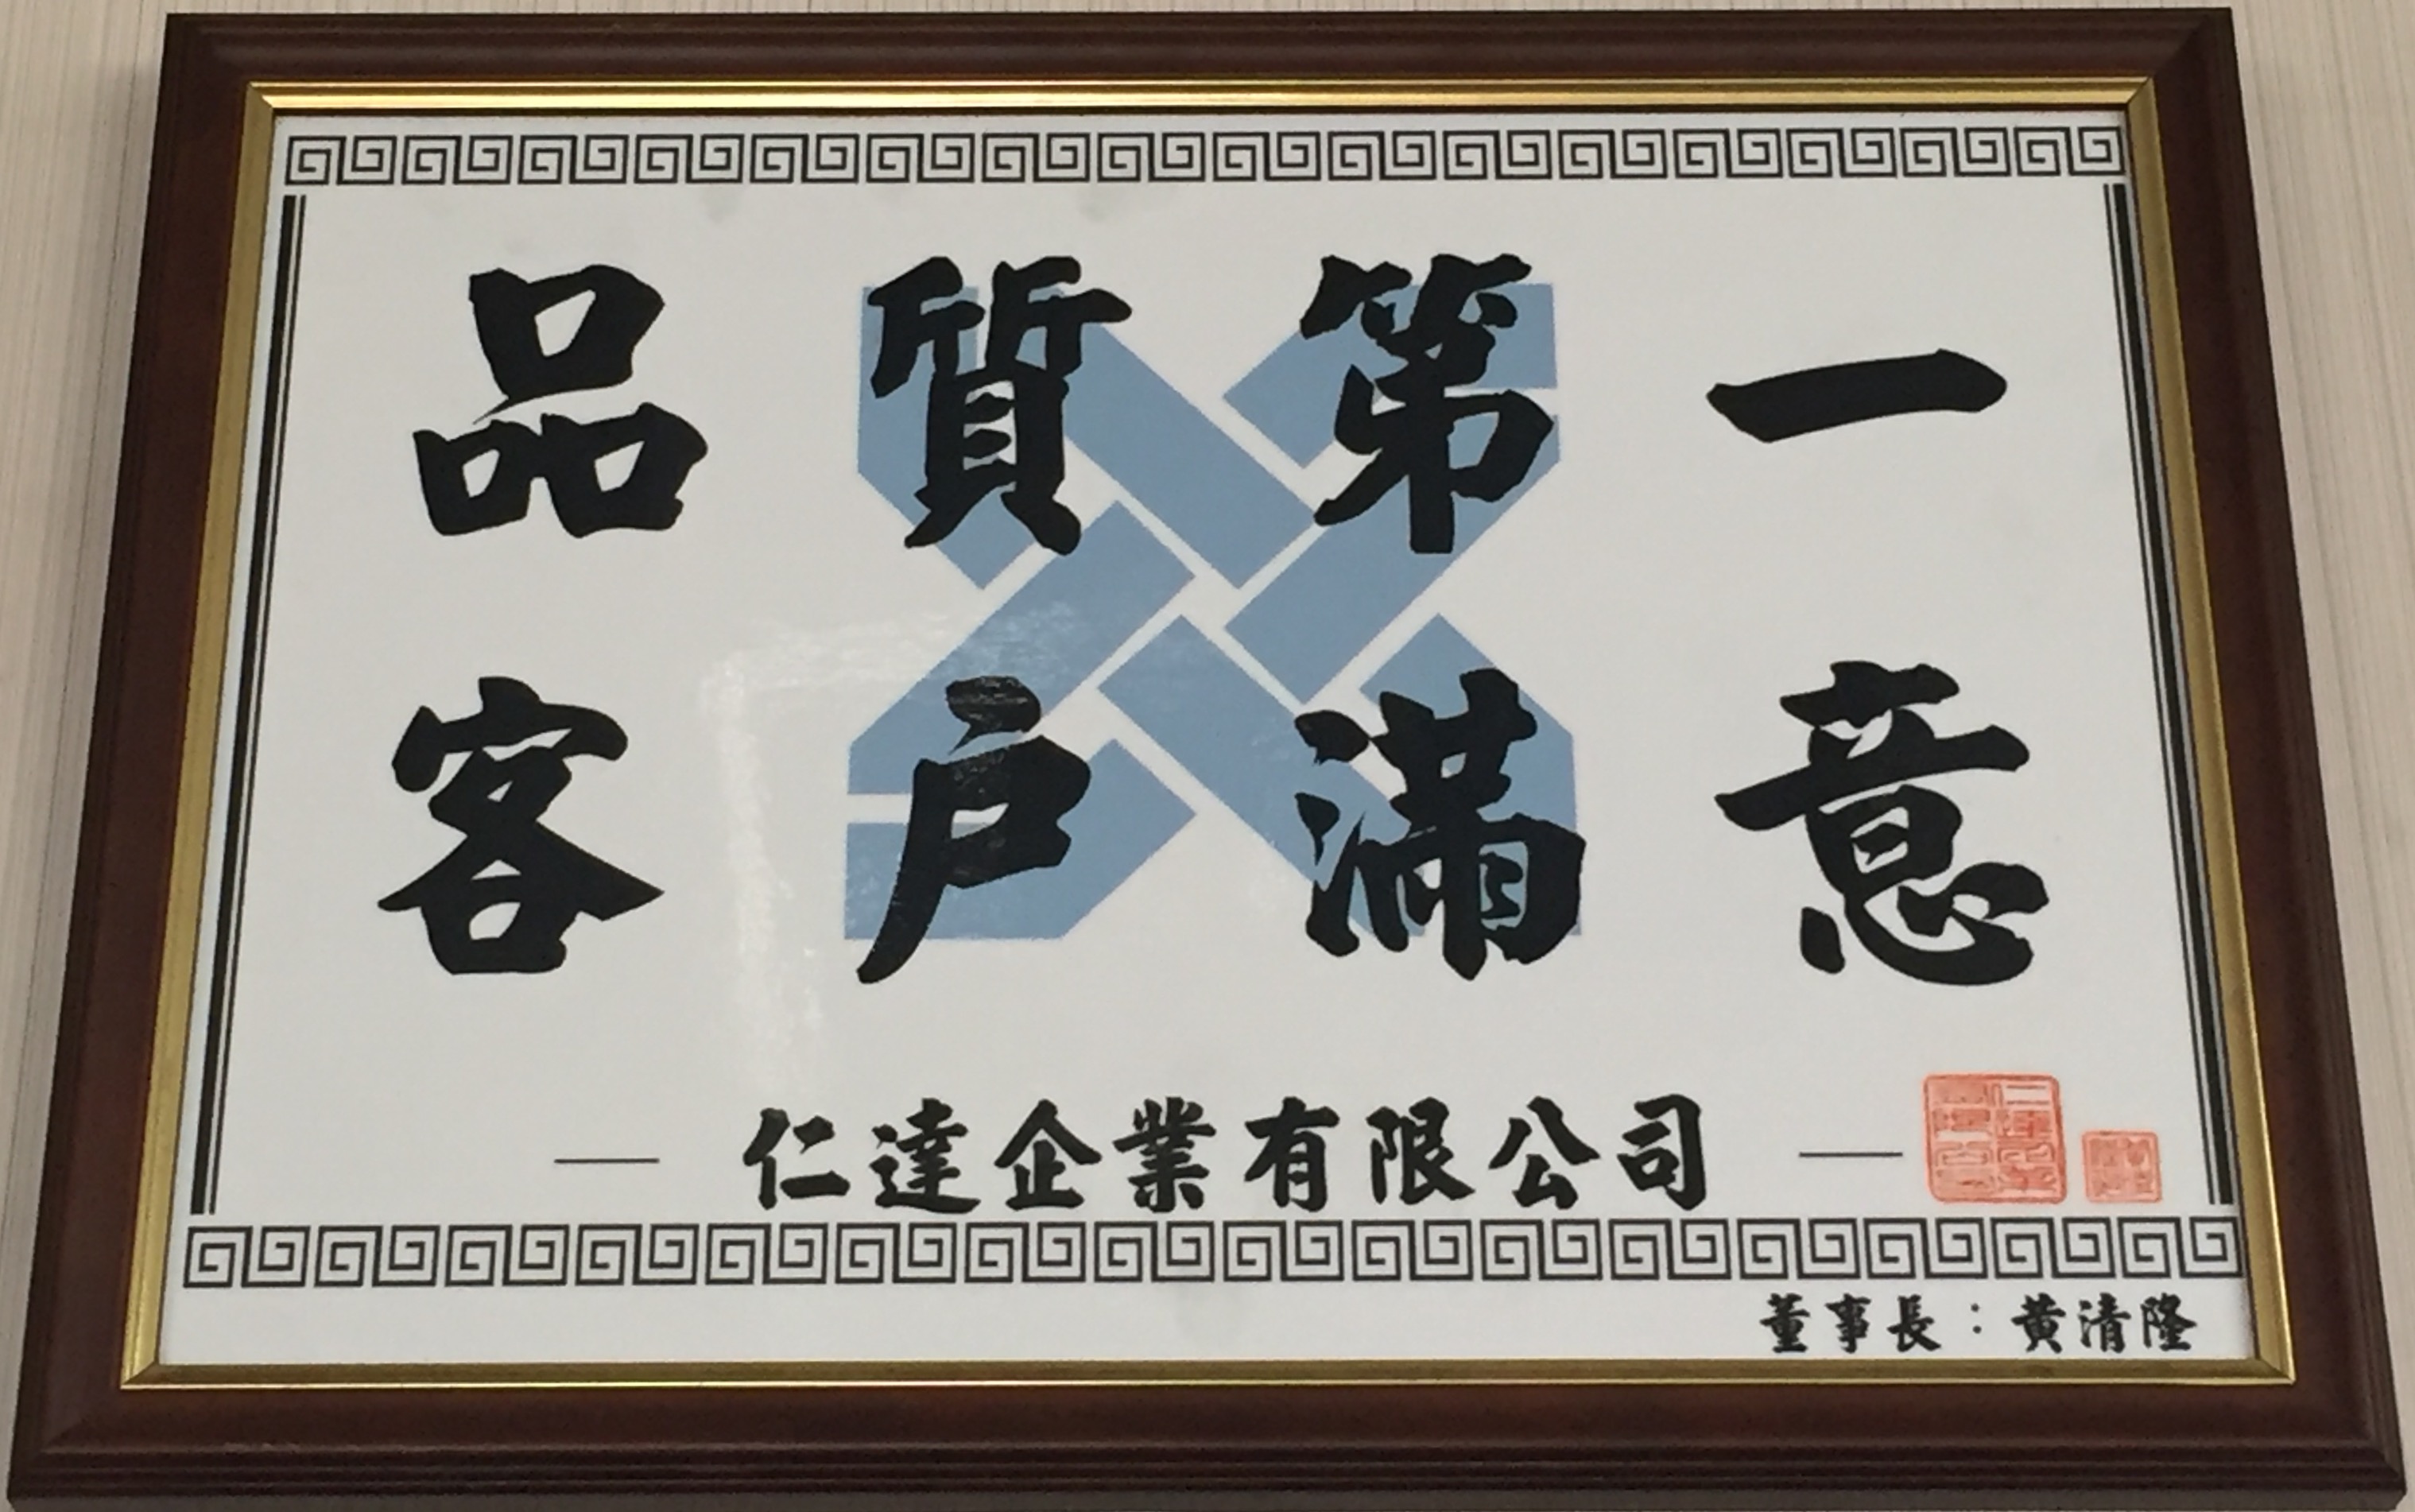 品質第一
客戶滿意
— 仁達企業有限公司 —
董事長：黃清隆